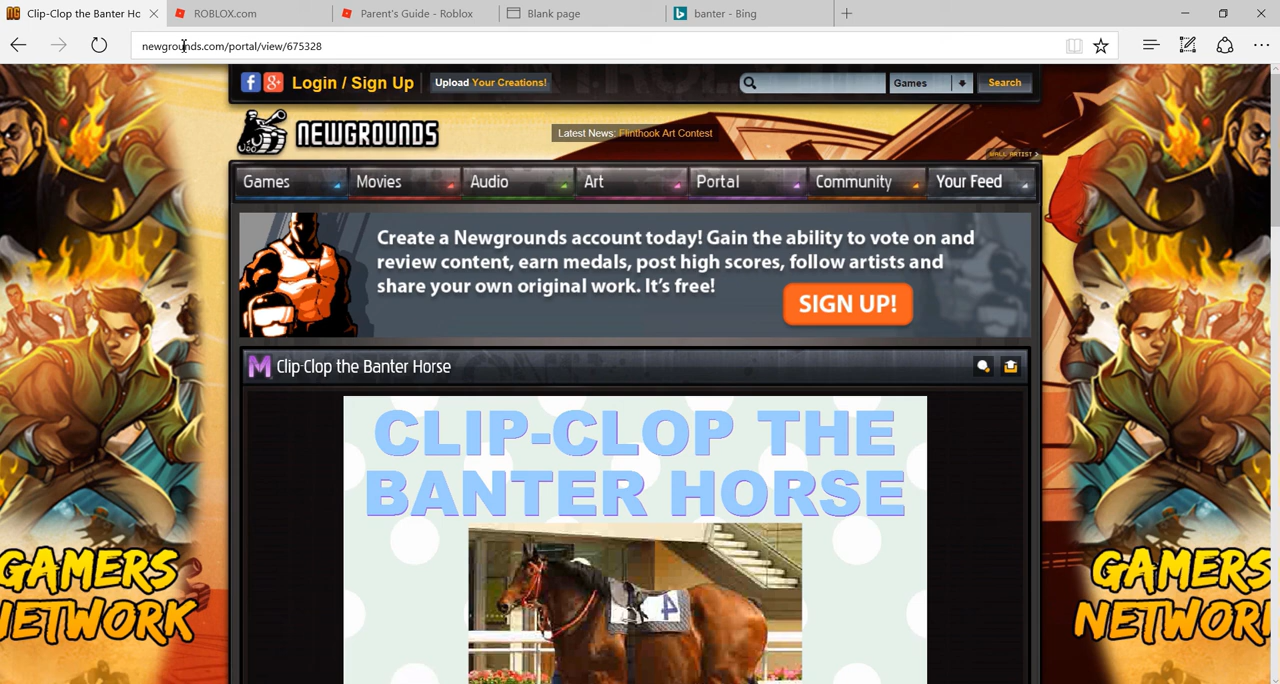 Clip-Clop the Banter Hc
ROBLOX.com
Parent's Guide - Roblox
Blank page
banter - Bing
newgrounds.com/portal/view/675328
Login / Sign Up
Upload Your Creations!
Games
Search
NEWGROUNDS
Latest News: Flinthook Art Contest
WALL ARTIST >
Games
Movies
Audio
Art
Portal
Community
Your Feed
Create a Newgrounds account today! Gain the ability to vote on and
review content, earn medals, post high scores, follow artists and
share your own original work. It's free!
SIGN UP!
M Clip-Clop the Banter Horse
CLIP-CLOP THE
BANTER HORSE
4
GAMERS
NETWORK
GAMERS
NETWORK